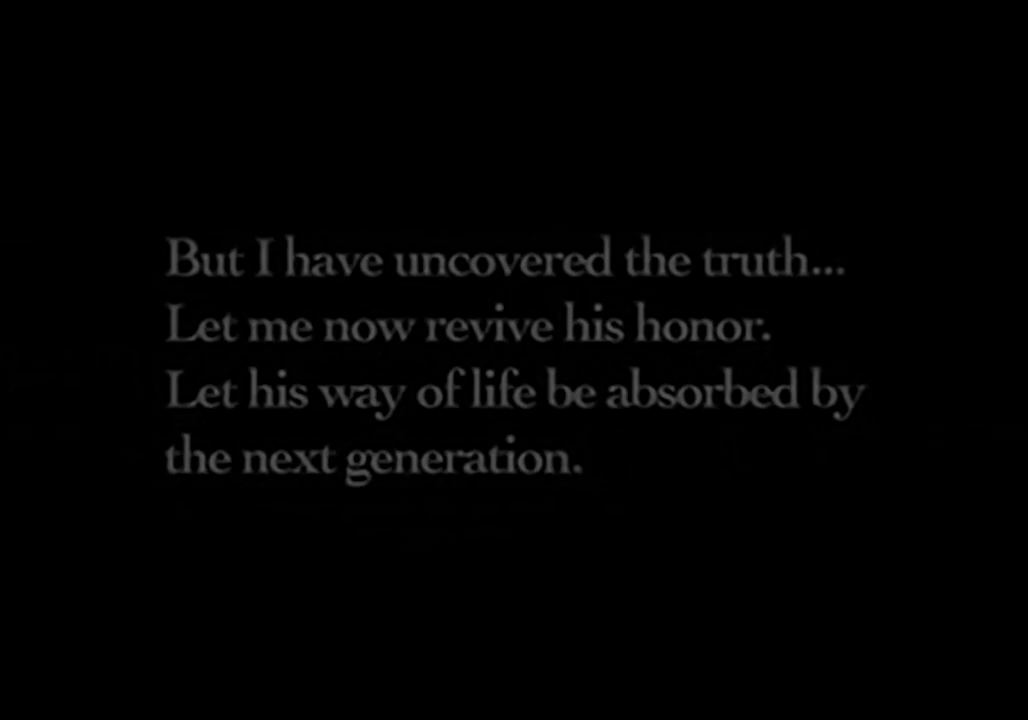 But I have uncovered the truth...
Let me now revive his honor.
Let his way of life be absorbed by
the next generation.